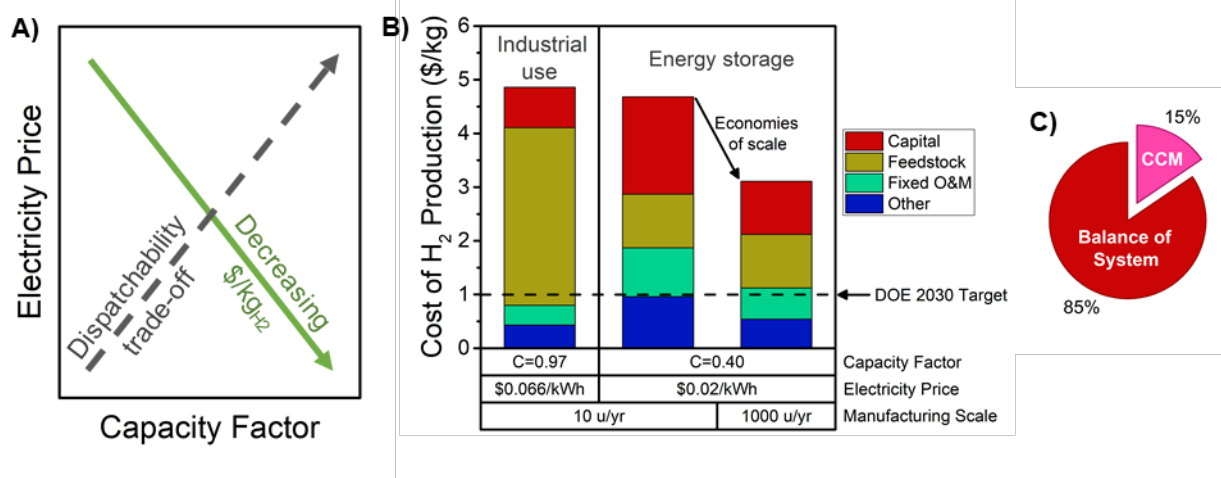 A)
Electricity Price
Dispatchability
trade-off
Decreasing
$/kgH2
Capacity Factor
B)
Cost of H2 Production ($/kg)
6
5
4
3
2
1
0
Industrial
use
Energy storage
Economies
of scale
Capital
Feedstock
Fixed O&M
Other
DOE 2030 Target
C=0.97
C=0.40
Capacity Factor
$0.066/kWh
$0.02/kWh
Electricity Price
10 u/yr
1000 u/yr
Manufacturing Scale
C)
15%
CCM
Balance of
System
85%